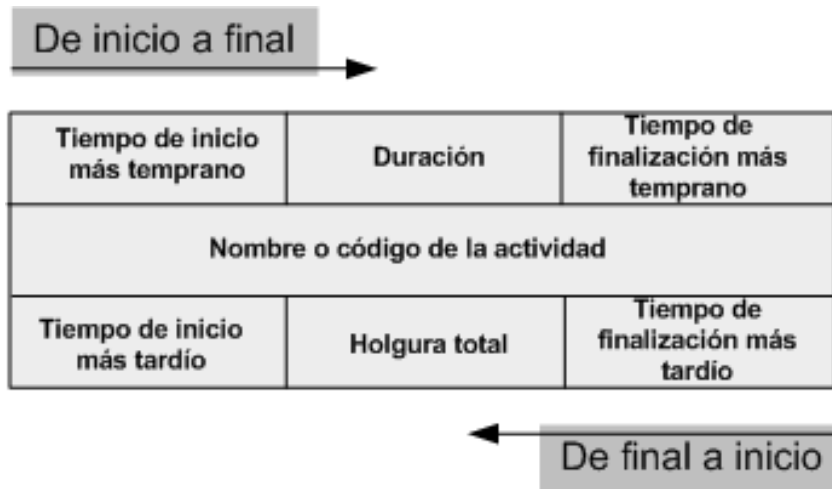 De inicio a final
Tiempo de inicio
más temprano
Duración
Tiempo de
finalización más
temprano
Nombre o código de la actividad
Tiempo de inicio
más tardío
Holgura total
Tiempo de
finalización más
tardío
De final a inicio